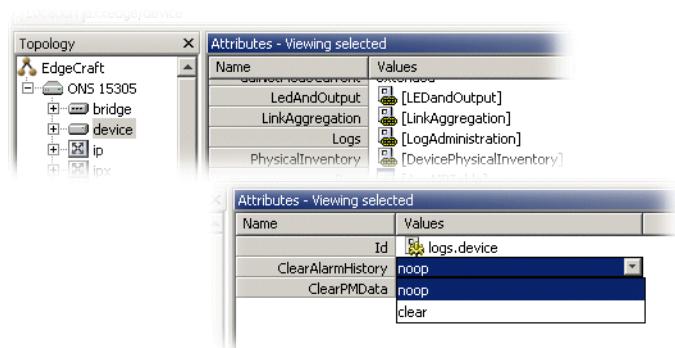 Topology
Attributes - Viewing selected
Name Values
EdgeCraft
ONS 15305
bridge
device
ip
ipx
LedAndOutput [LEDandOutput]
LinkAggregation [LinkAggregation]
Logs [LogAdministration]
PhysicalInventory [DevicePhysicalInventory]
Attributes - Viewing selected
Name Values
Id logs.device
ClearAlarmHistory noop
ClearPMData noop
clear